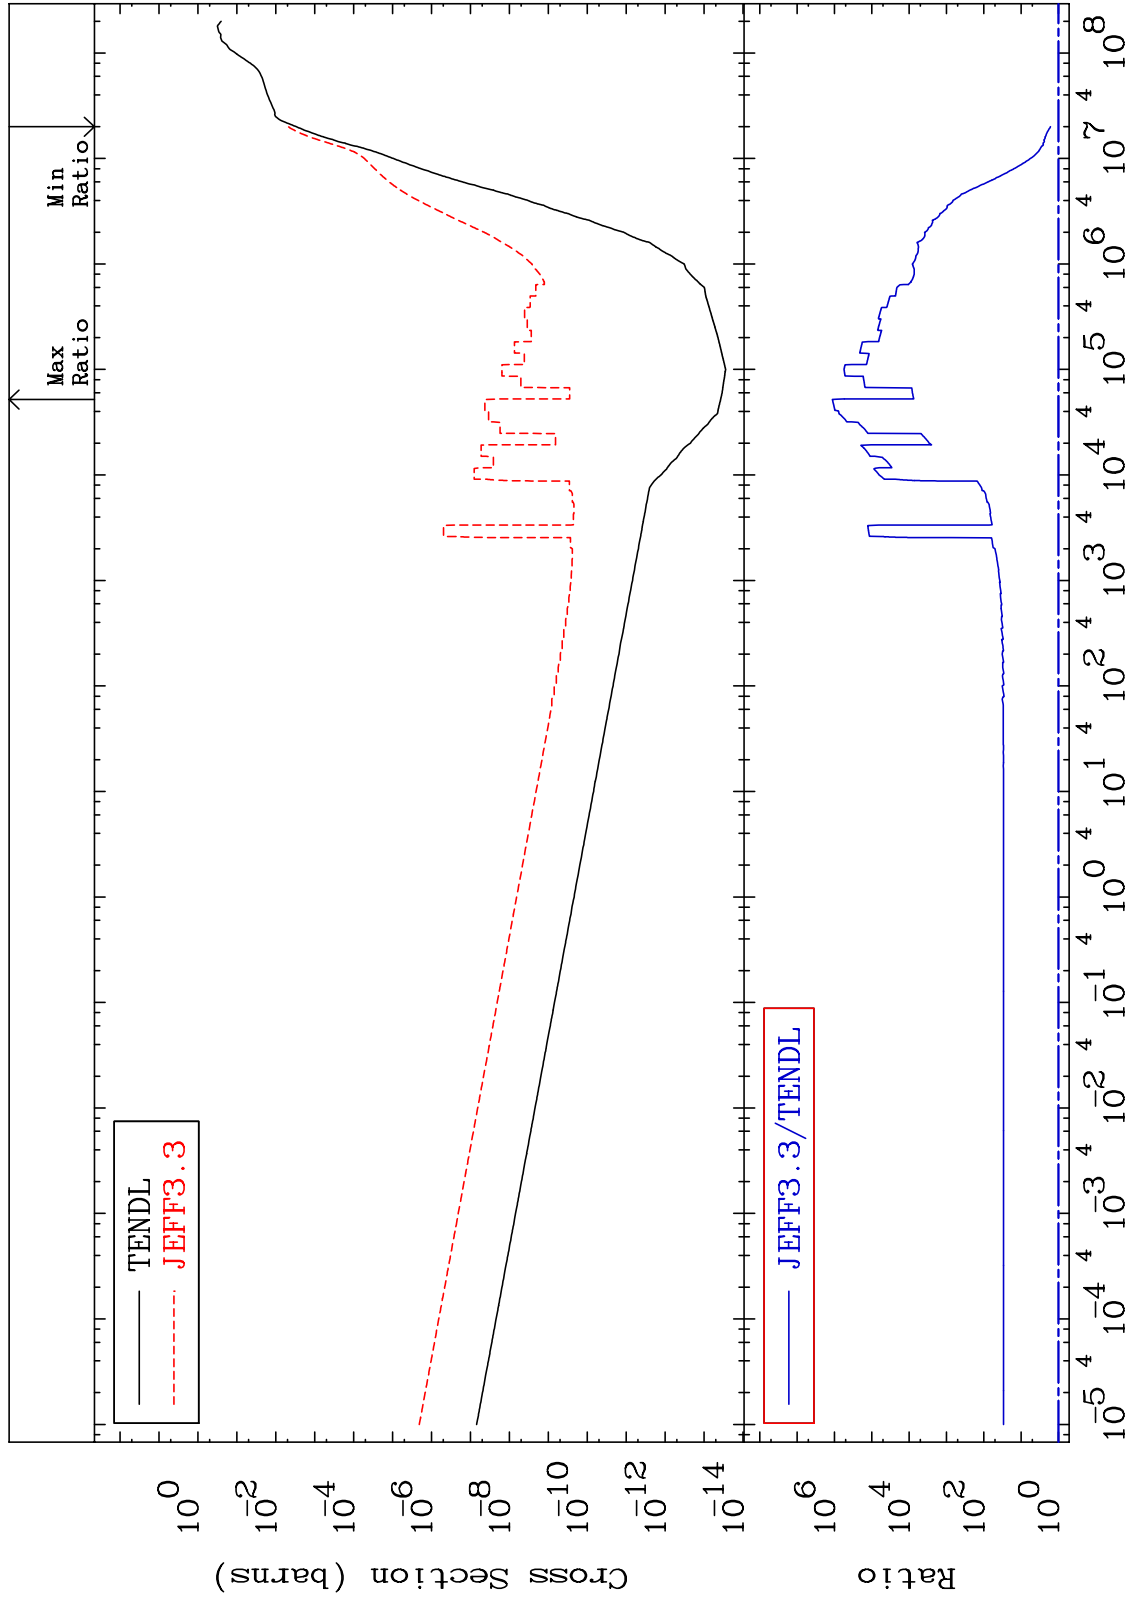 Min
Ratio
Max
Ratio
TENDL
JEFF3.3
10^0
10^-2
10^-4
10^-6
10^-8
10^-10
10^-12
10^-14
Cross Section (barns)
JEFF3.3/TENDL
10^6
10^4
10^2
10^0
Ratio
10^-5 4 10^-4 4 10^-3 4 10^-2 4 10^-1 4 10^0 4 10^1 4 10^2 4 10^3 4 10^4 4 10^5 4 10^6 4 10^7 4 10^8